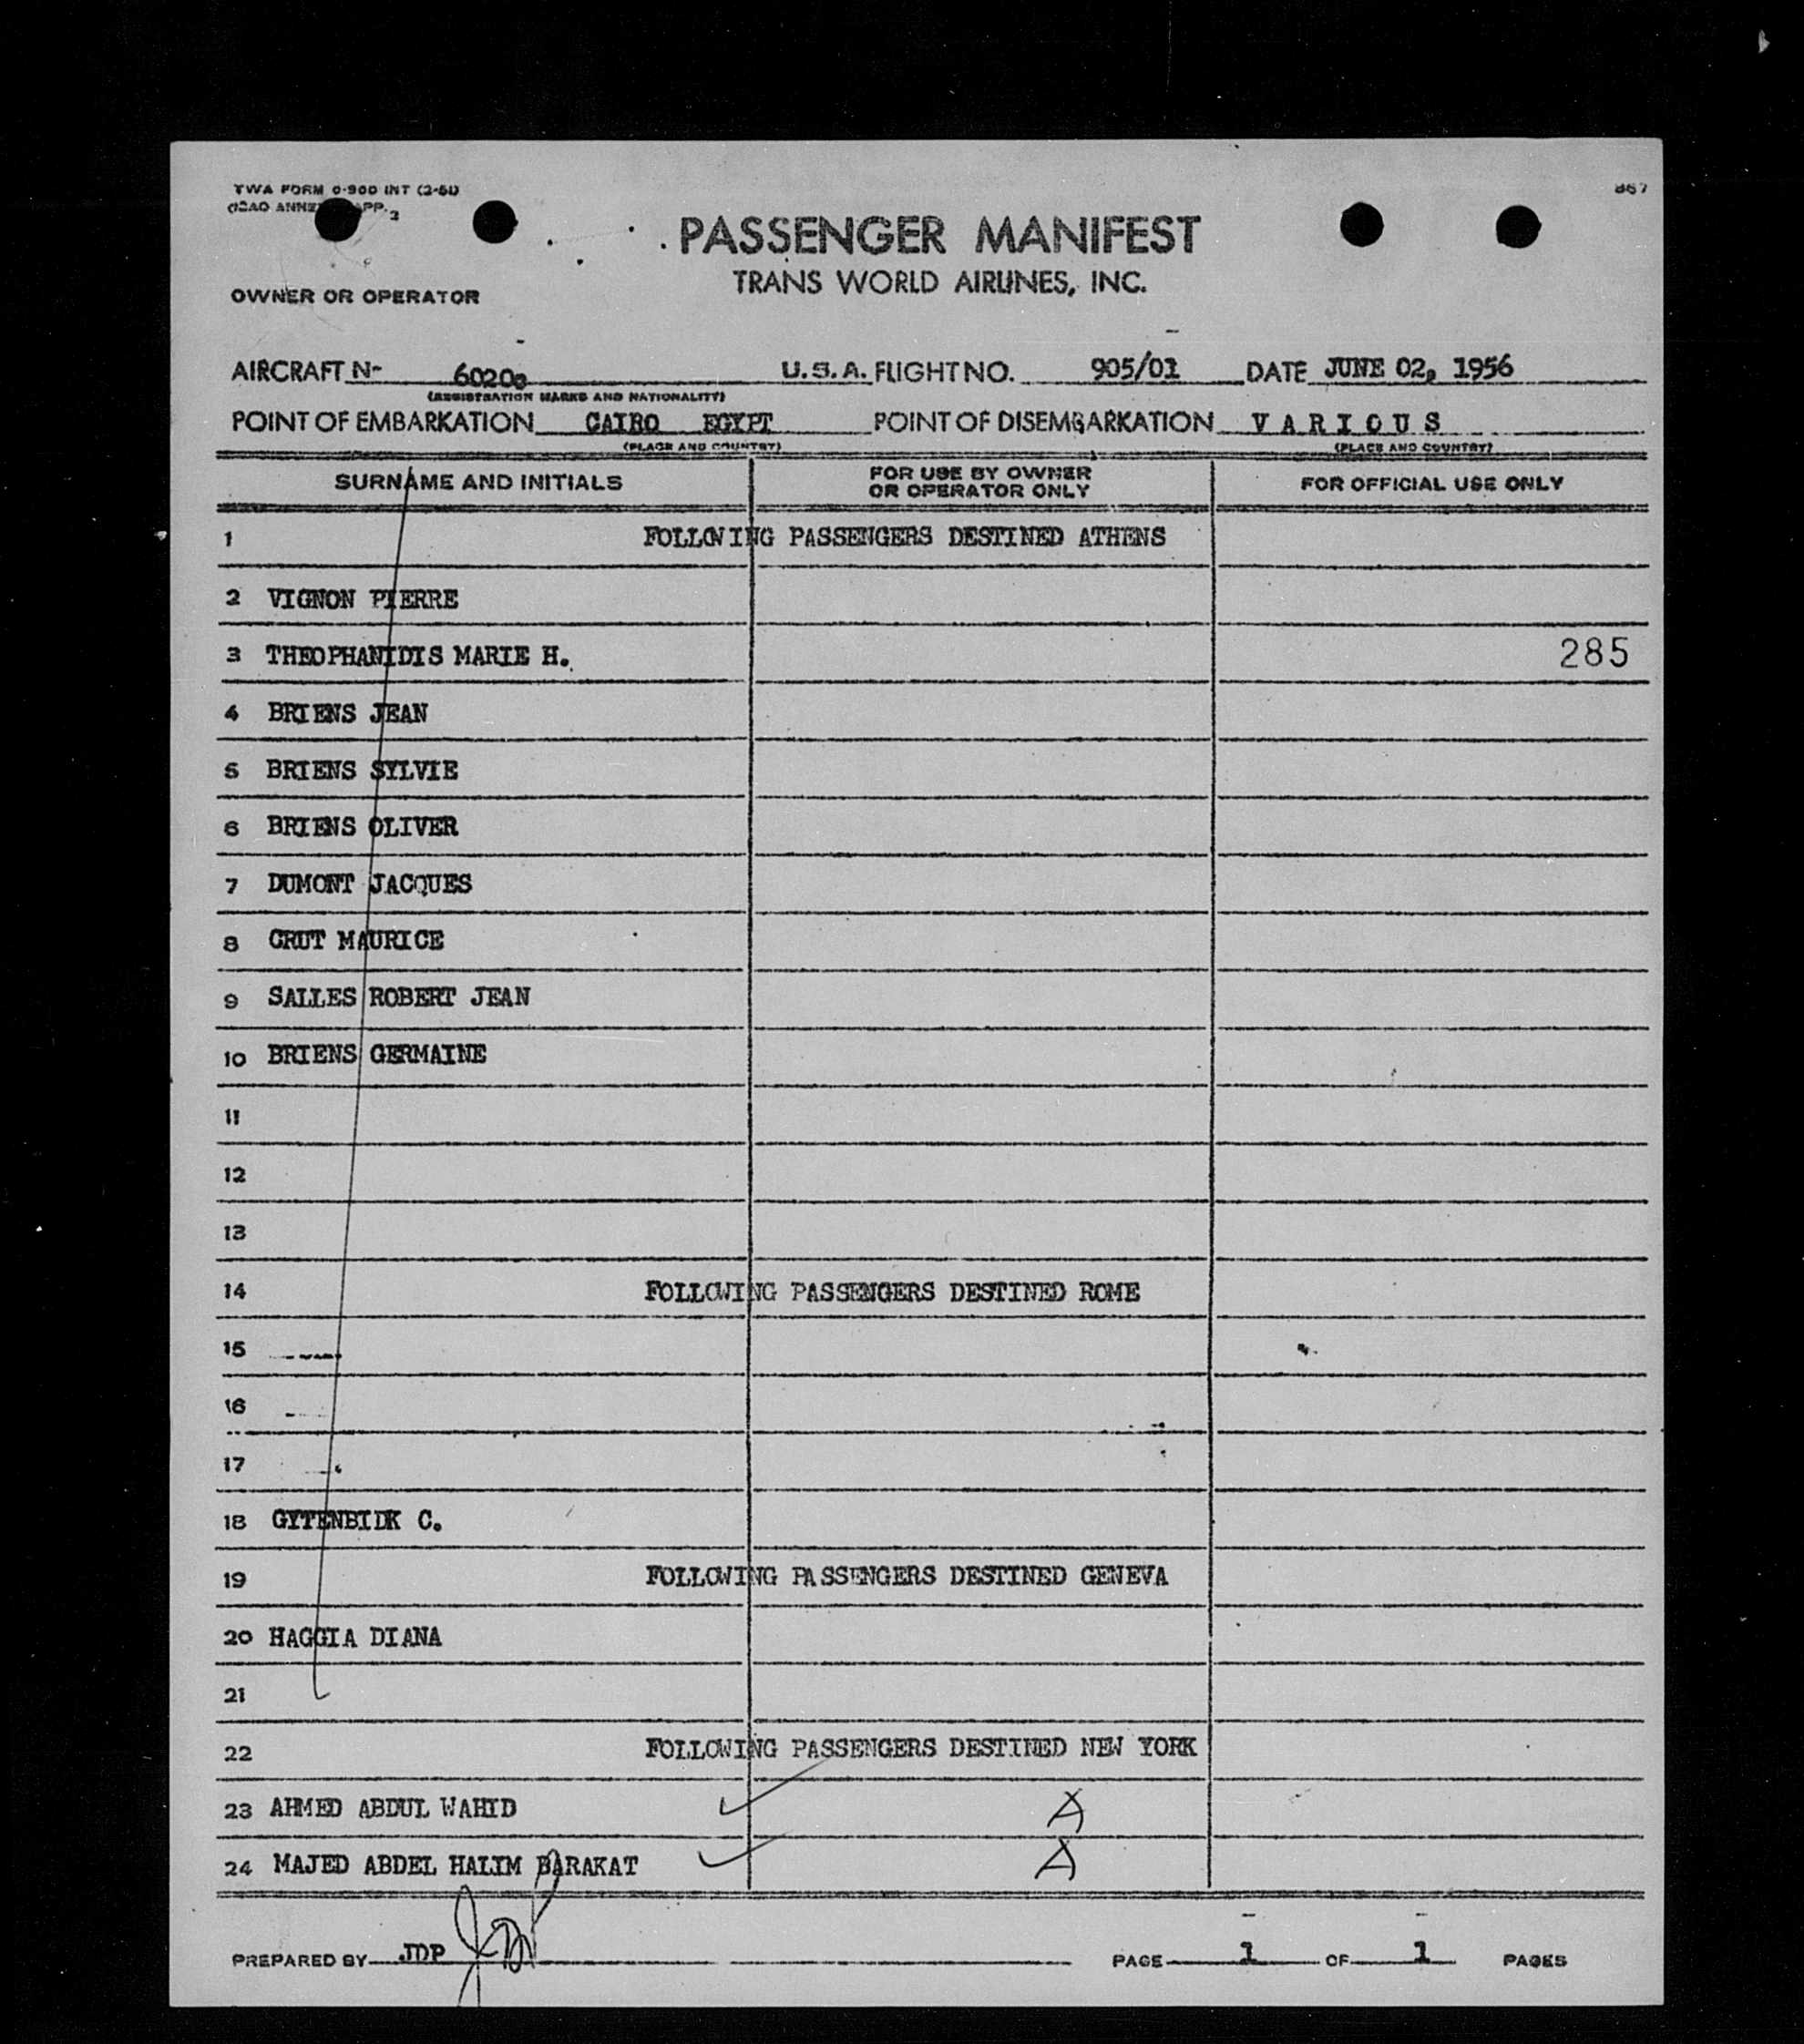 TWA FORM 0-900 INT (2-51)
(ICAO ANNEX APP. 3
867
PASSENGER MANIFEST
TRANS WORLD AIRLINES, INC.
OWNER OR OPERATOR
AIRCRAFT N- 6020 U.S.A. FLIGHT NO. 905/01 DATE JUNE 02, 1956
(REGISTRATION MARKS AND NATIONALITY)
POINT OF EMBARKATION CAIRO EGYPT POINT OF DISEMBARKATION VARIOUS
(PLACE AND COUNTRY) (PLACE AND COUNTRY)
SURNAME AND INITIALS FOR USE BY OWNER OR OPERATOR ONLY FOR OFFICIAL USE ONLY
1 FOLLOWING PASSENGERS DESTINED ATHENS
2 VIGNON PIERRE
3 THEOPHANIDIS MARIE H. 285
4 BRIENS JEAN
5 BRIENS SYLVIE
6 BRIENS OLIVER
7 DUMONT JACQUES
8 CRUT MAURICE
9 SALLES ROBERT JEAN
10 BRIENS GERMAINE
11
12
13
14 FOLLOWING PASSENGERS DESTINED ROME
15
16
17
18 GYTENBIDK C.
19 FOLLOWING PASSENGERS DESTINED GENEVA
20 HAGGIA DIANA
21
22 FOLLOWING PASSENGERS DESTINED NEW YORK
23 AHMED ABDUL WAHID A
24 MAJED ABDEL HALIM BARAKAT A
PREPARED BY JDP PAGE 1 OF 1 PAGES